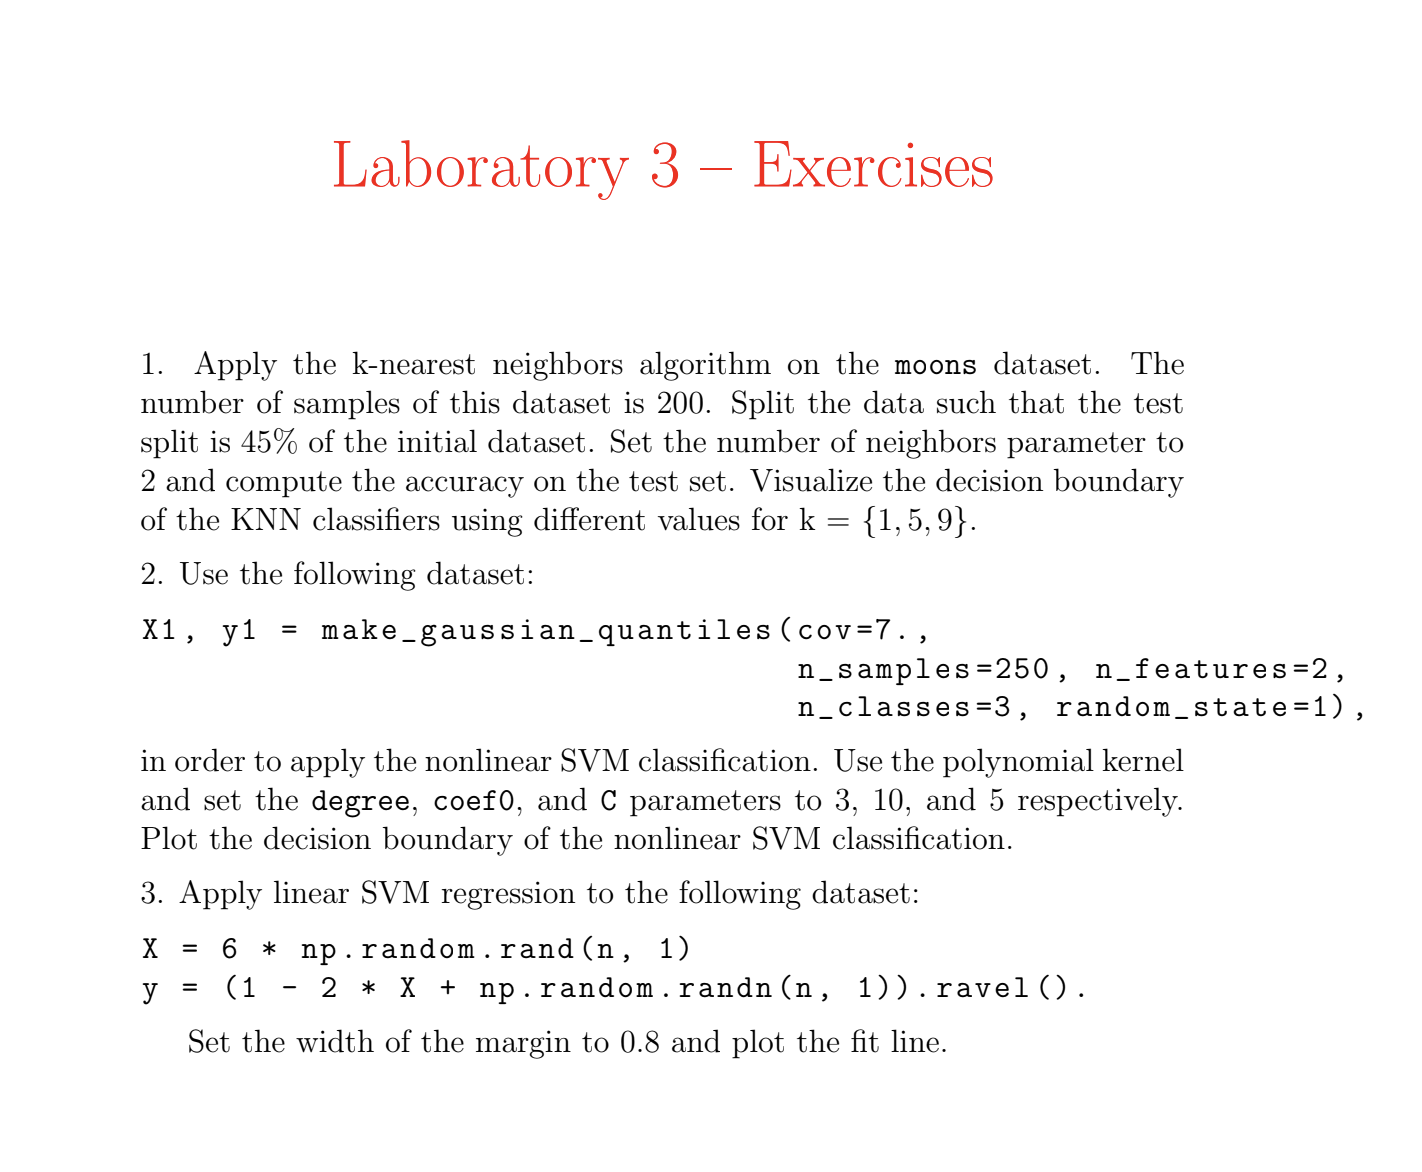 Laboratory 3 – Exercises
1. Apply the k-nearest neighbors algorithm on the moons dataset. The
number of samples of this dataset is 200. Split the data such that the test
split is 45% of the initial dataset. Set the number of neighbors parameter to
2 and compute the accuracy on the test set. Visualize the decision boundary
of the KNN classifiers using different values for k = {1, 5, 9}.
2. Use the following dataset:
X1, y1 = make_gaussian_quantiles(cov=7.,
n_samples=250, n_features=2,
n_classes=3, random_state=1),
in order to apply the nonlinear SVM classification. Use the polynomial kernel
and set the degree, coef0, and C parameters to 3, 10, and 5 respectively.
Plot the decision boundary of the nonlinear SVM classification.
3. Apply linear SVM regression to the following dataset:
X = 6 * np.random.rand(n, 1)
y = (1 - 2 * X + np.random.randn(n, 1)).ravel().
Set the width of the margin to 0.8 and plot the fit line.